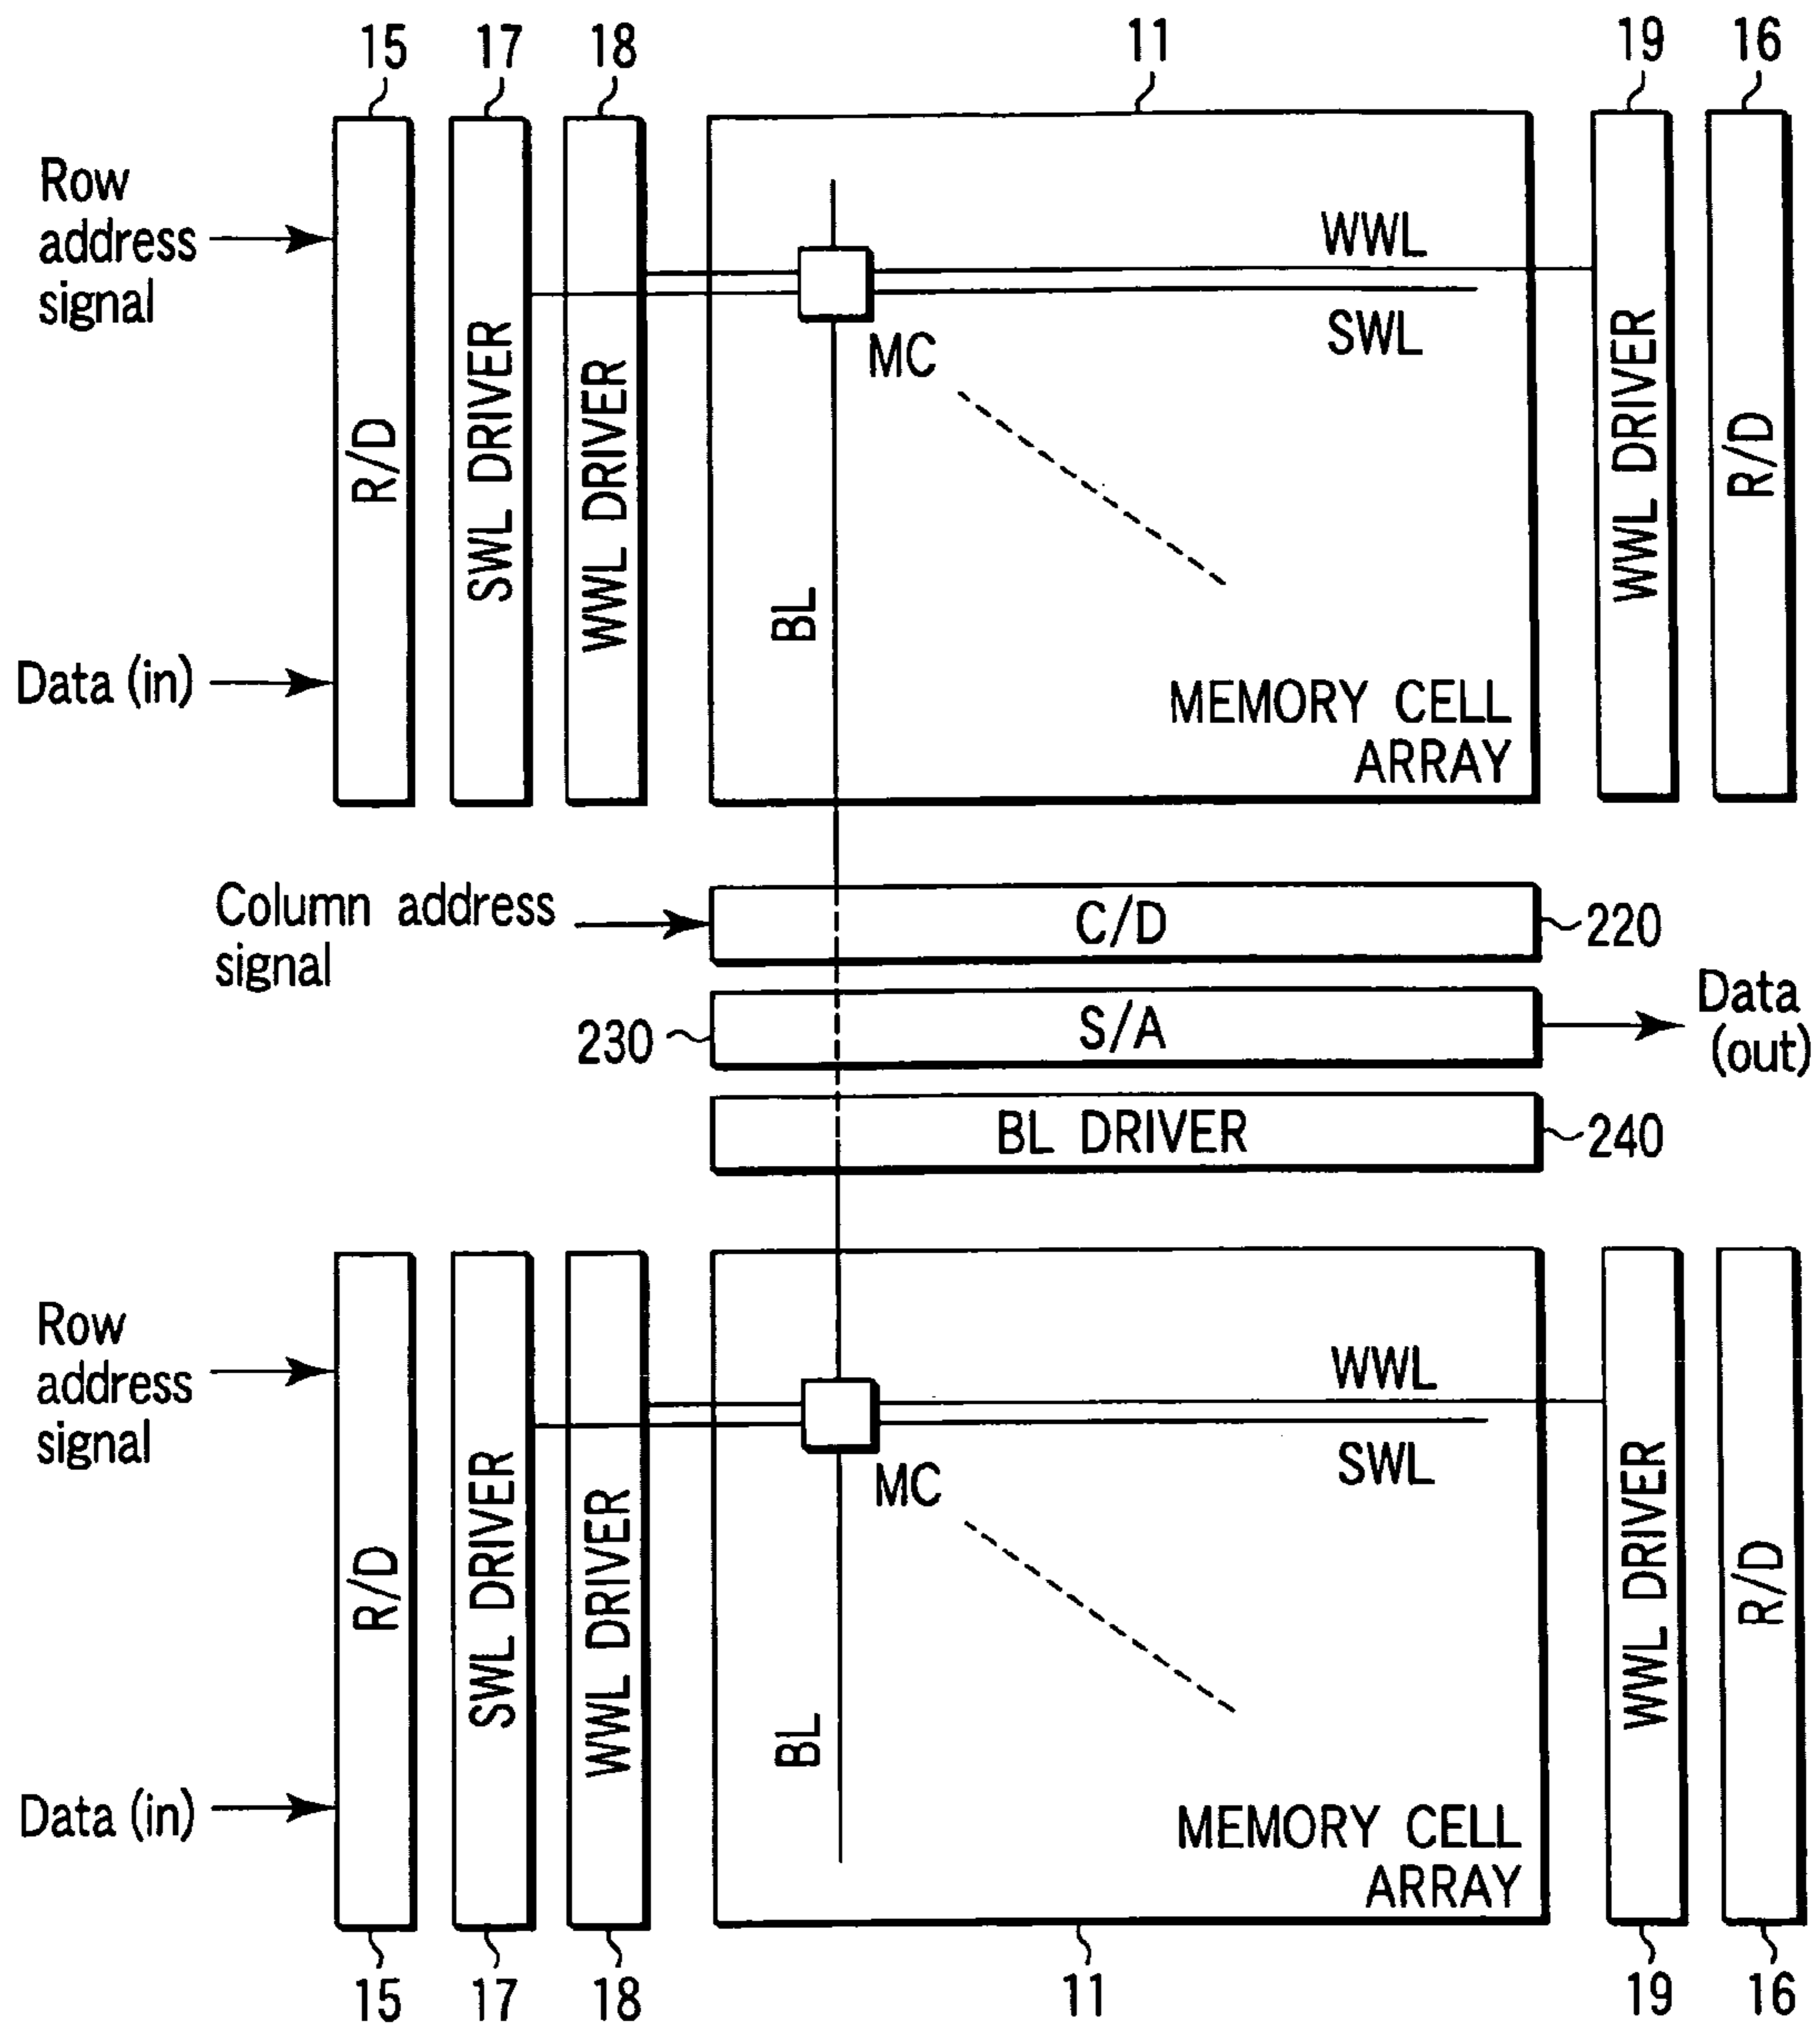 15
17
18
11
19
16
Row
address
signal
Data (in)
R/D
SWL DRIVER
WWL DRIVER
WWL
SWL
MC
BL
MEMORY CELL
ARRAY
WWL DRIVER
R/D
Column address
signal
C/D
220
230
S/A
Data
(out)
BL DRIVER
240
Row
address
signal
Data (in)
R/D
SWL DRIVER
WWL DRIVER
WWL
SWL
MC
BL
MEMORY CELL
ARRAY
WWL DRIVER
R/D
15
17
18
11
19
16